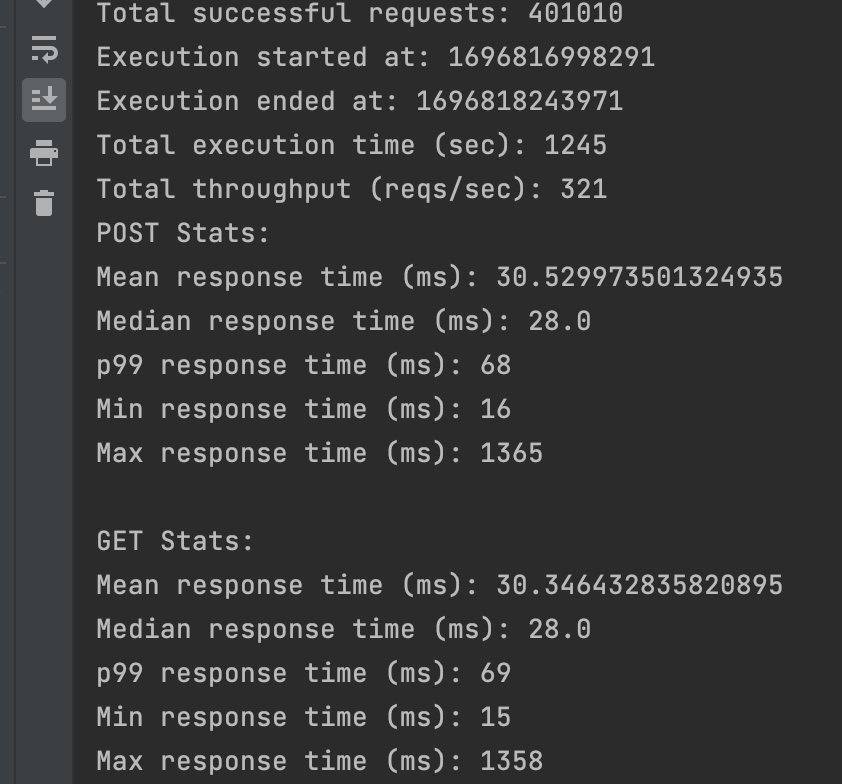 Total successful requests: 401010
Execution started at: 1696816998291
Execution ended at: 1696818243971
Total execution time (sec): 1245
Total throughput (reqs/sec): 321
POST Stats:
Mean response time (ms): 30.529973501324935
Median response time (ms): 28.0
p99 response time (ms): 68
Min response time (ms): 16
Max response time (ms): 1365
GET Stats:
Mean response time (ms): 30.346432835820895
Median response time (ms): 28.0
p99 response time (ms): 69
Min response time (ms): 15
Max response time (ms): 1358